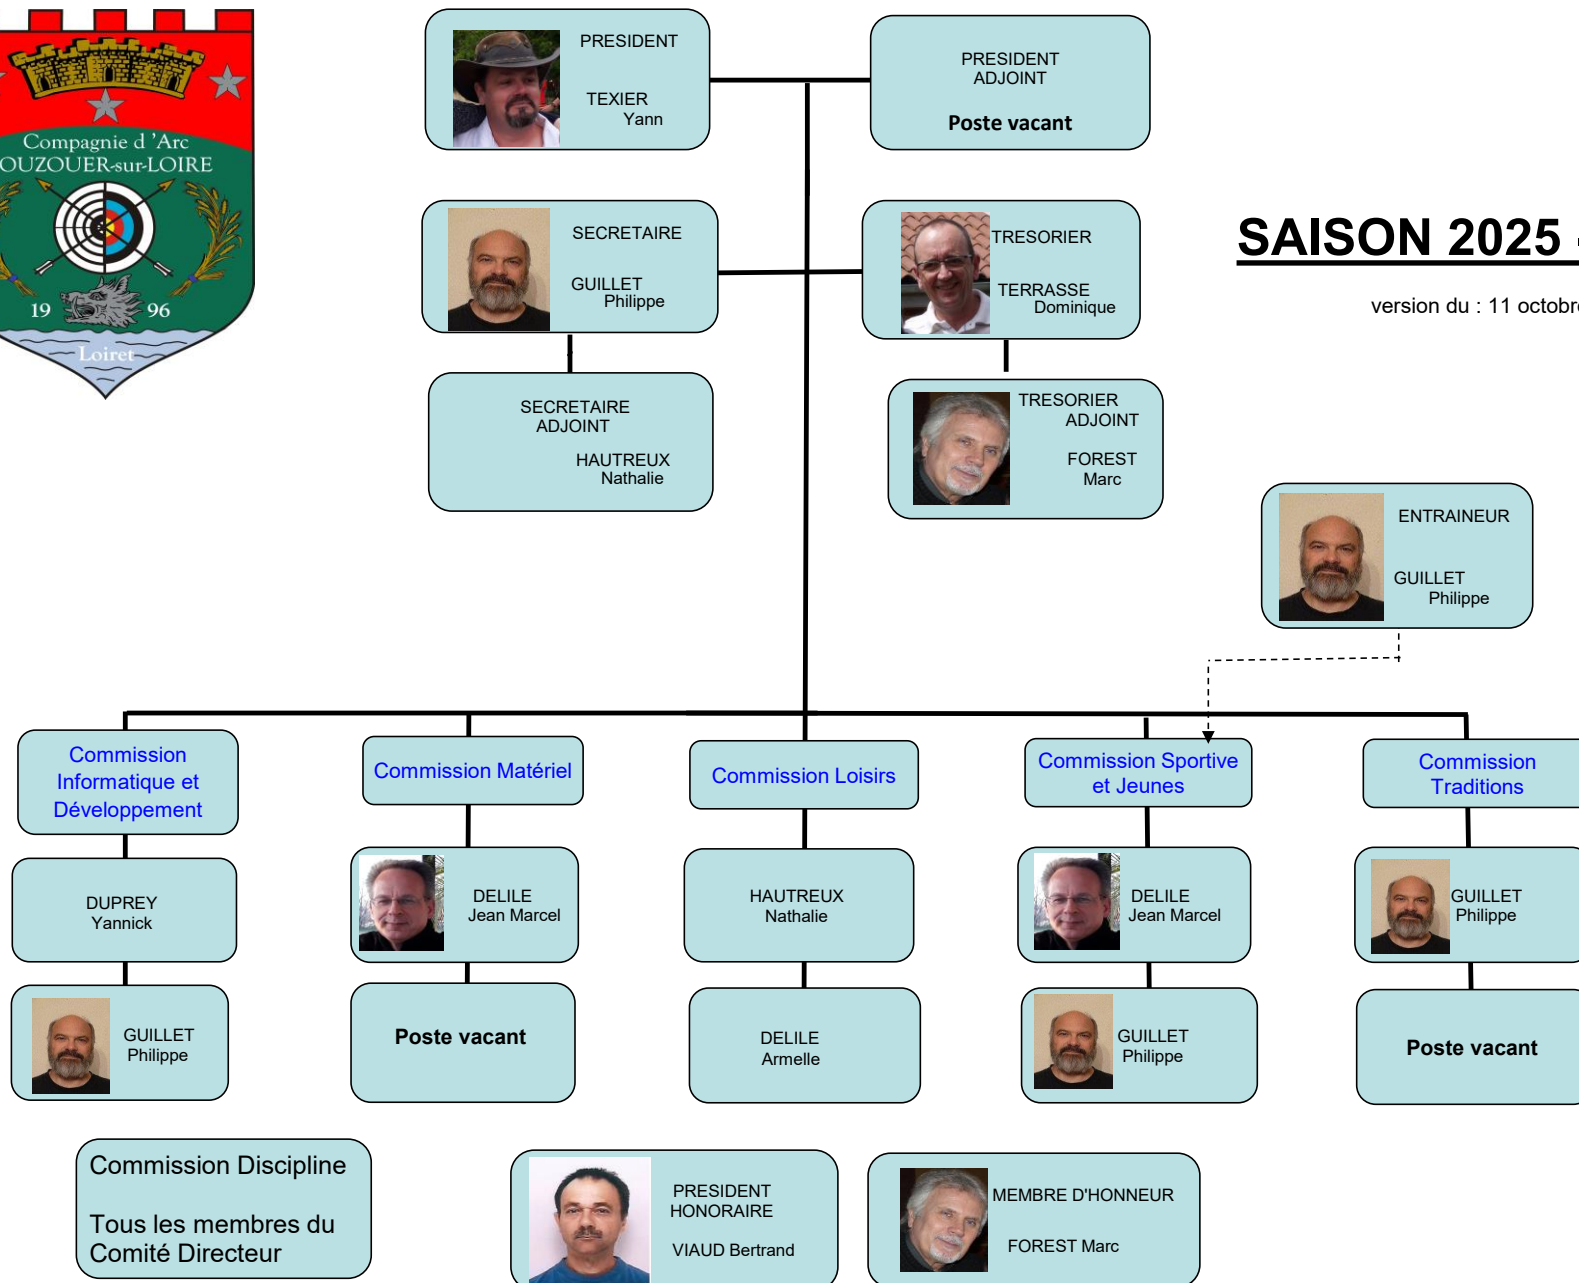 Compagnie d 'Arc
OUZOUER-sur-LOIRE
19 96
Loiret
PRESIDENT
TEXIER
Yann
PRESIDENT
ADJOINT
Poste vacant
SECRETAIRE
GUILLET
Philippe
TRESORIER
TERRASSE
Dominique
SAISON 2025 -
version du : 11 octobre
SECRETAIRE
ADJOINT
HAUTREUX
Nathalie
TRESORIER
ADJOINT
FOREST
Marc
ENTRAINEUR
GUILLET
Philippe
Commission
Informatique et
Développement
Commission Matériel
Commission Loisirs
Commission Sportive
et Jeunes
Commission
Traditions
DUPREY
Yannick
DELILE
Jean Marcel
HAUTREUX
Nathalie
DELILE
Jean Marcel
GUILLET
Philippe
GUILLET
Philippe
Poste vacant
DELILE
Armelle
GUILLET
Philippe
Poste vacant
Commission Discipline
Tous les membres du
Comité Directeur
PRESIDENT
HONORAIRE
VIAUD Bertrand
MEMBRE D'HONNEUR
FOREST Marc